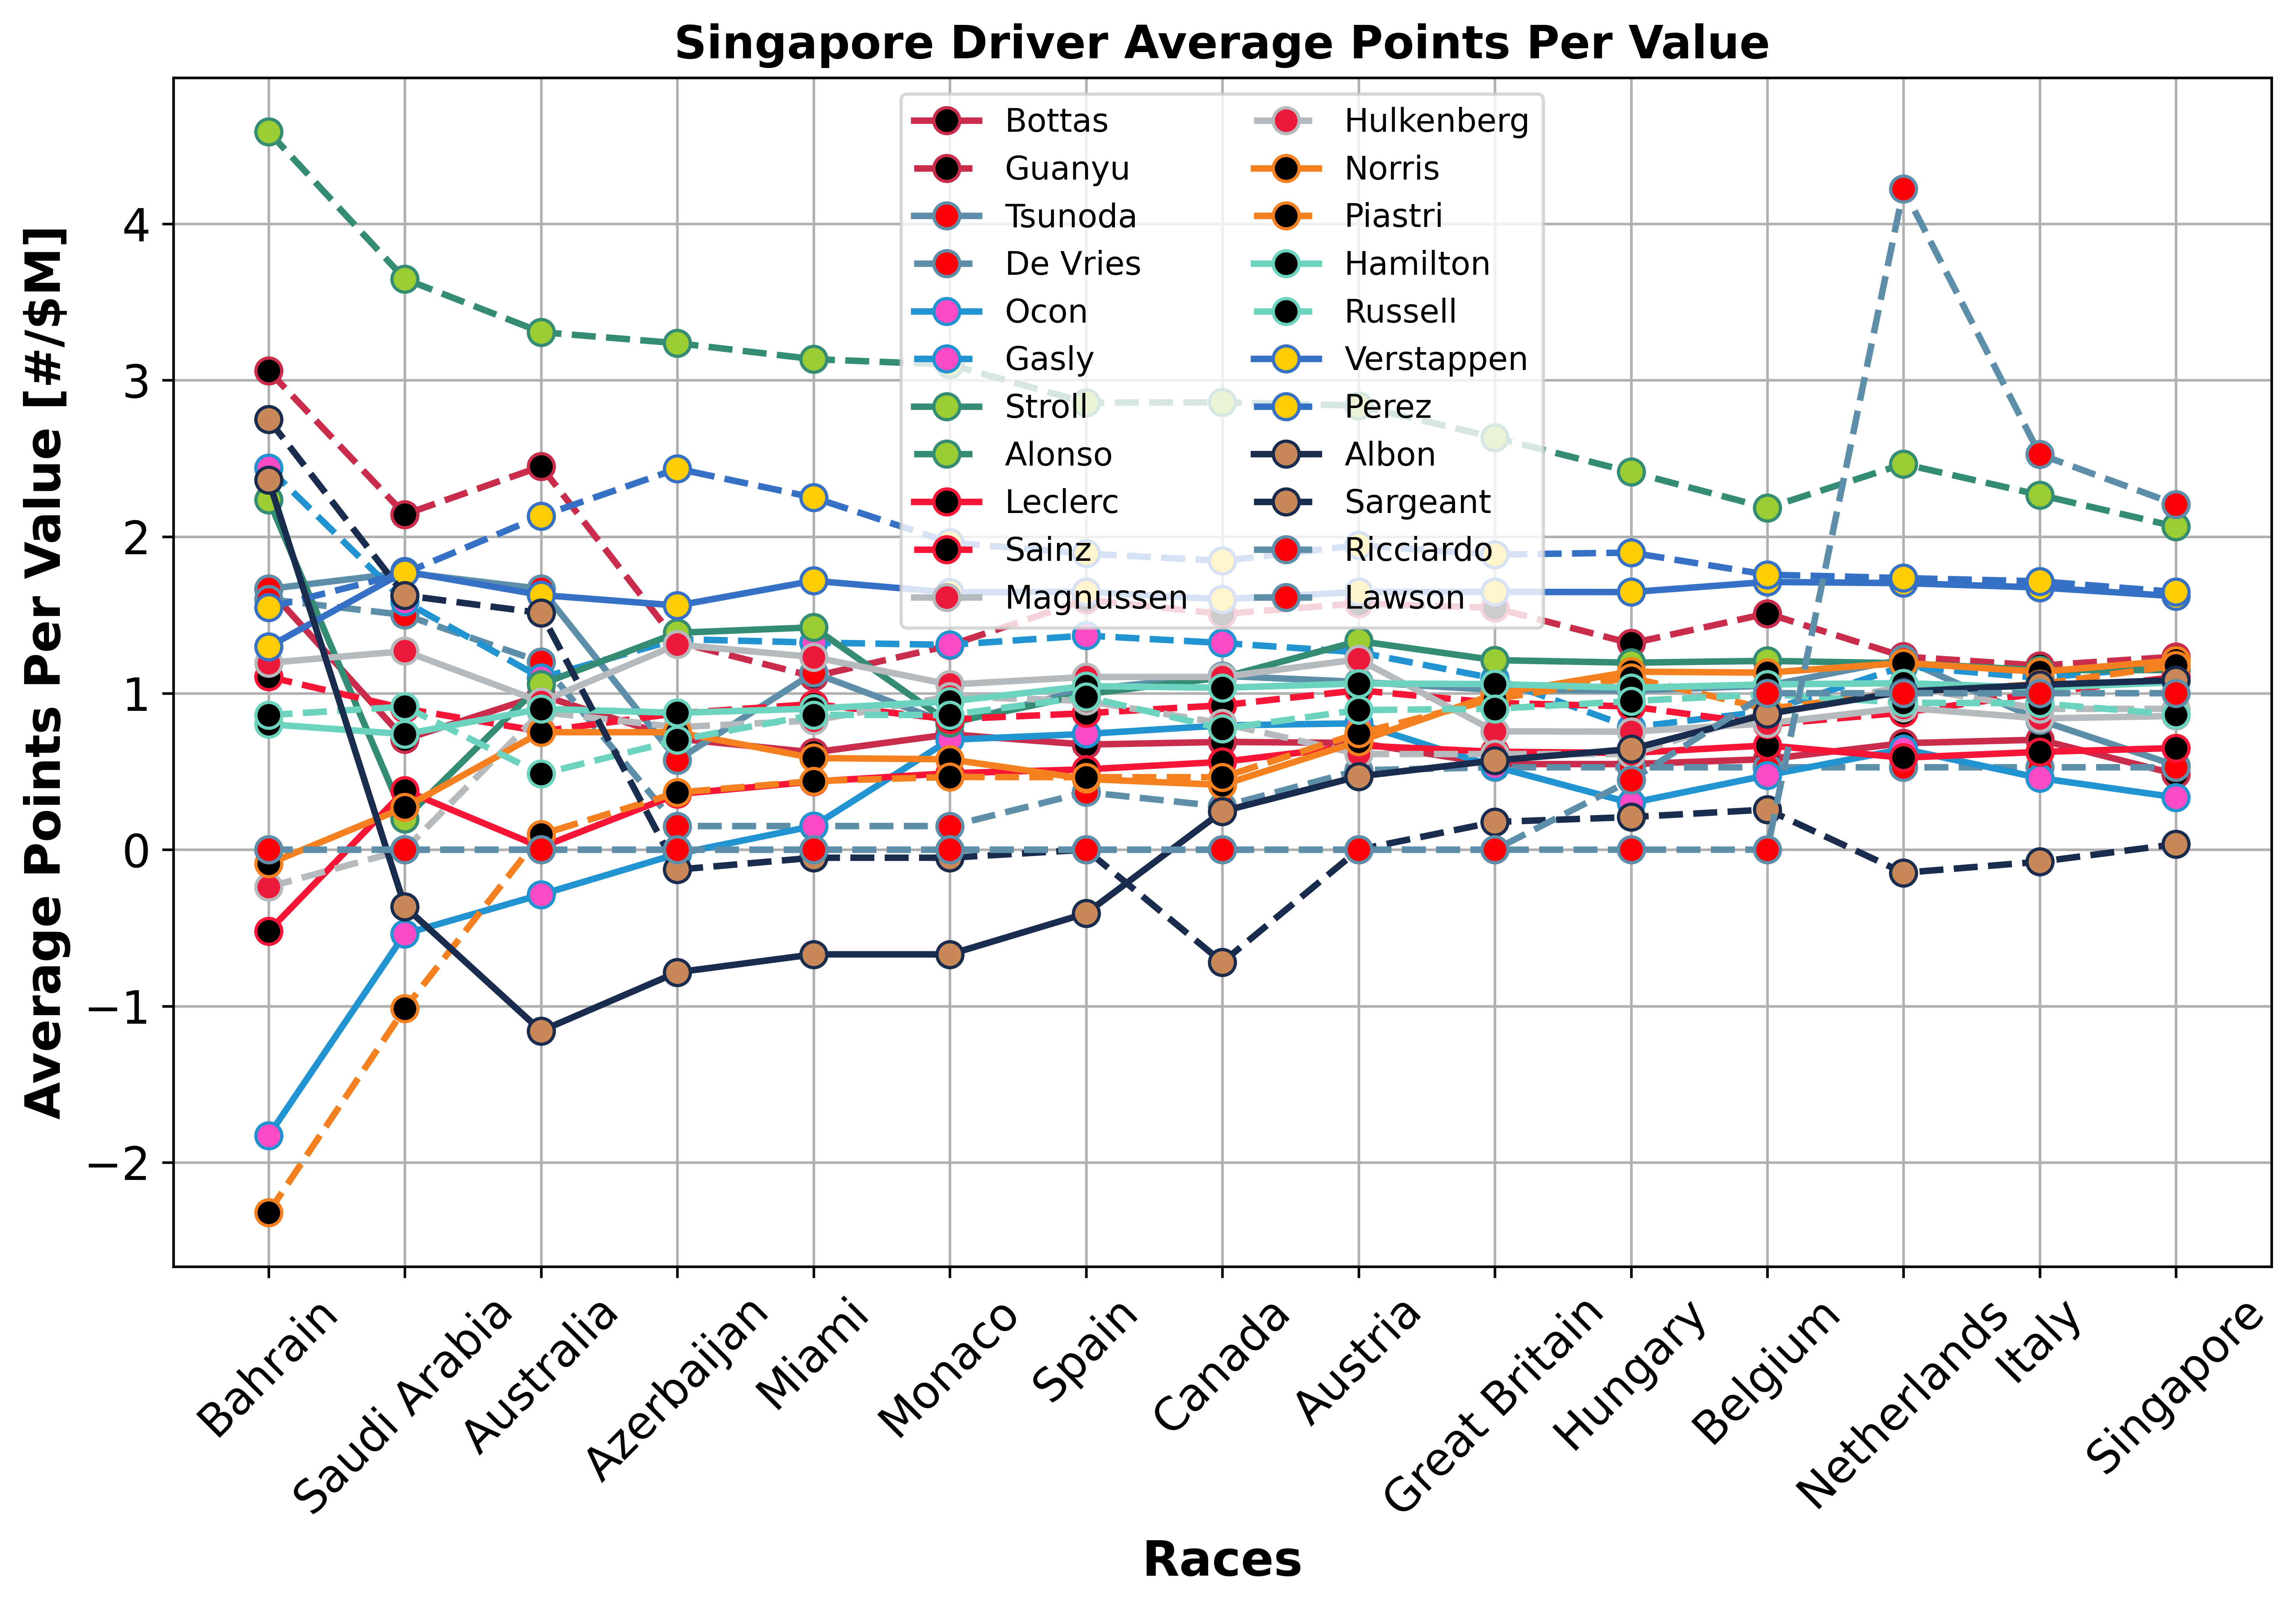 Singapore Driver Average Points Per Value
Average Points Per Value [#/$M]
4
3
2
1
0
−1
−2
Bottas
Guanyu
Tsunoda
De Vries
Ocon
Gasly
Stroll
Alonso
Leclerc
Sainz
Magnussen
Hulkenberg
Norris
Piastri
Hamilton
Russell
Verstappen
Perez
Albon
Sargeant
Ricciardo
Lawson
Bahrain
Saudi Arabia
Australia
Azerbaijan
Miami
Monaco
Spain
Canada
Austria
Great Britain
Hungary
Belgium
Netherlands
Italy
Singapore
Races